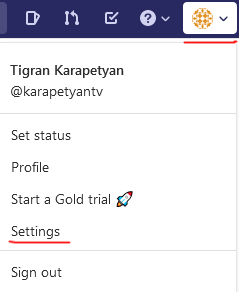 Tigran Karapetyan
@karapetyantv
Set status
Profile
Start a Gold trial 🚀
Settings
Sign out